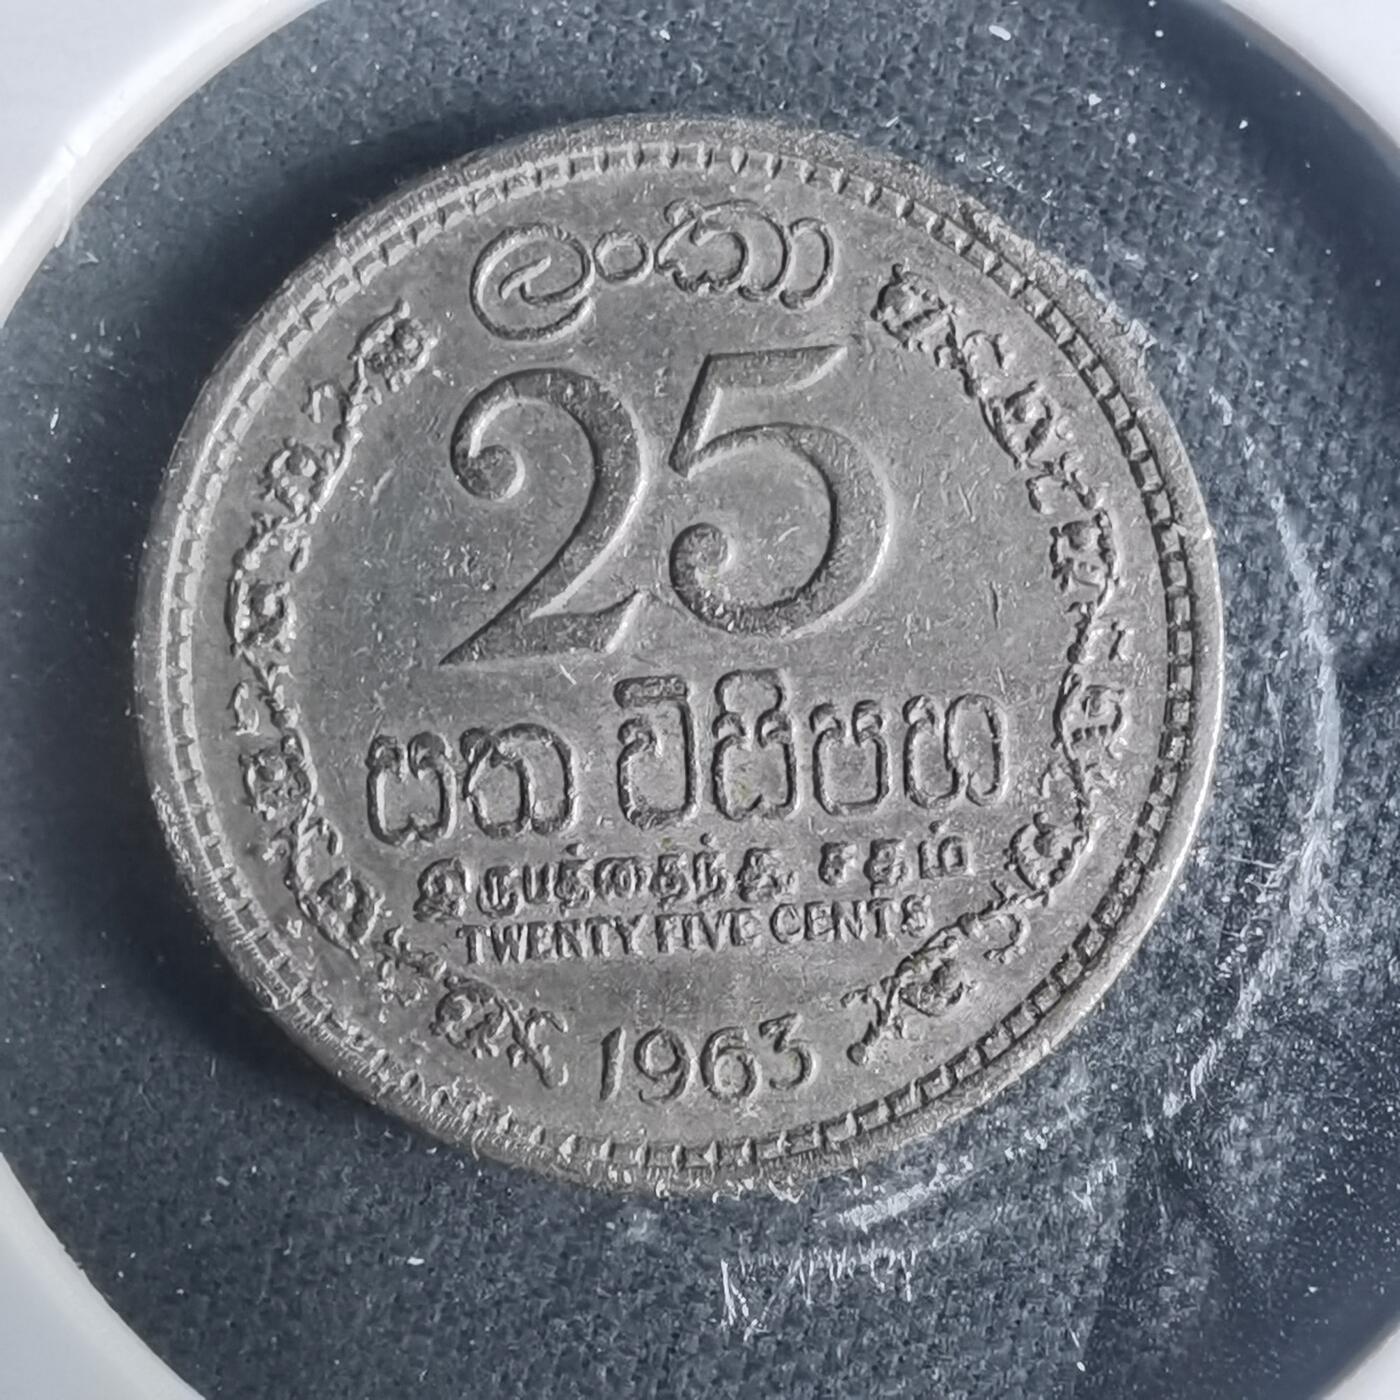 ලංකා
25
සත විසිපහ
இருபத்தைந்து சதம்
TWENTY FIVE CENTS
1963